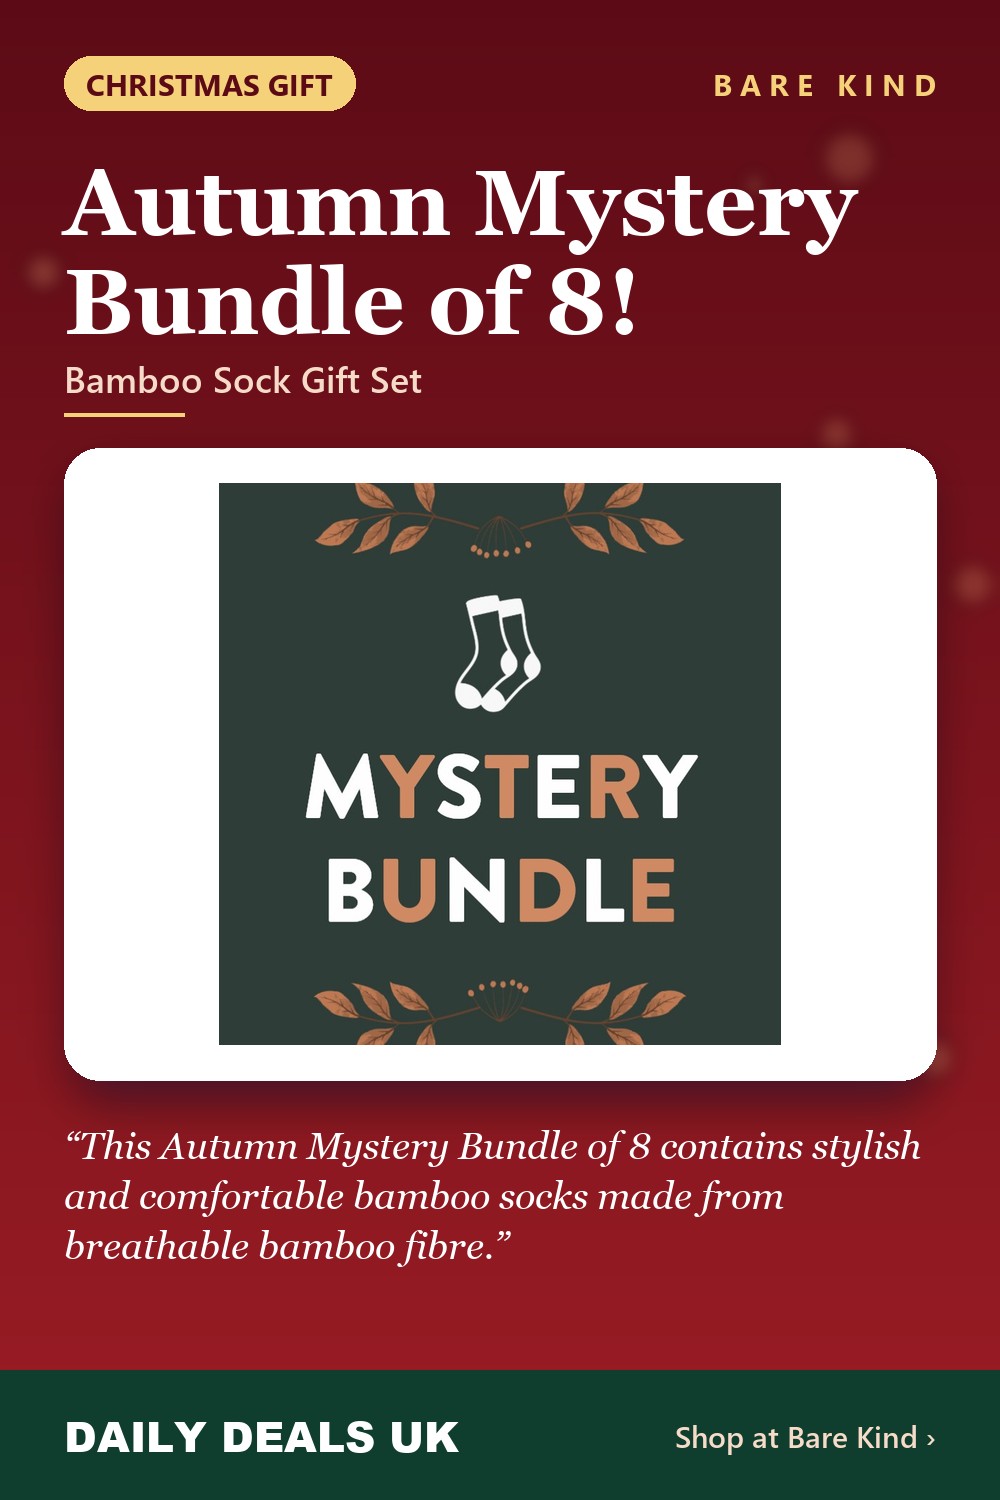 CHRISTMAS GIFT
BARE KIND
Autumn Mystery
Bundle of 8!
Bamboo Sock Gift Set
MYSTERY
BUNDLE
“This Autumn Mystery Bundle of 8 contains stylish
and comfortable bamboo socks made from
breathable bamboo fibre.”
DAILY DEALS UK
Shop at Bare Kind ›